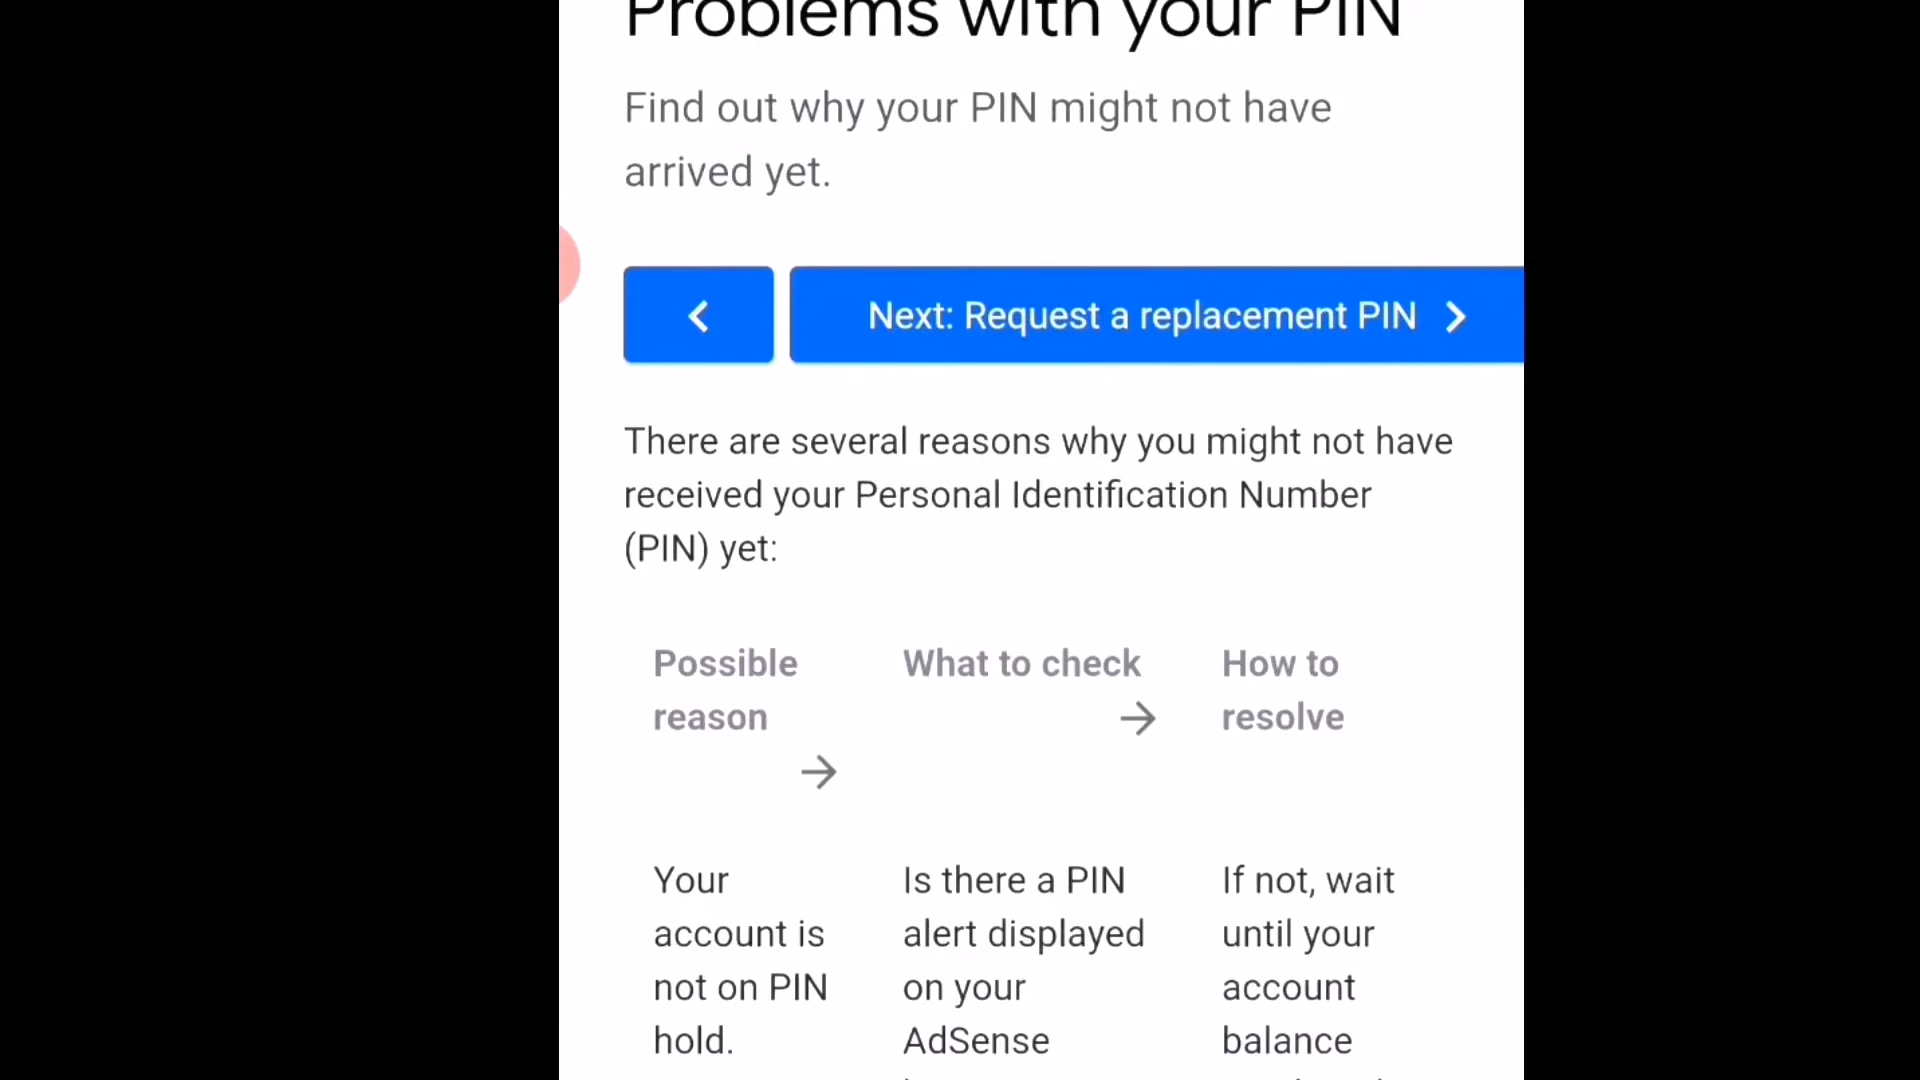 Problems with your PIN
Find out why your PIN might not have
arrived yet.
Next: Request a replacement PIN
There are several reasons why you might not have
received your Personal Identification Number
(PIN) yet:
Possible
reason
What to check
How to
resolve
Your
account is
not on PIN
hold.
Is there a PIN
alert displayed
on your
AdSense
If not, wait
until your
account
balance